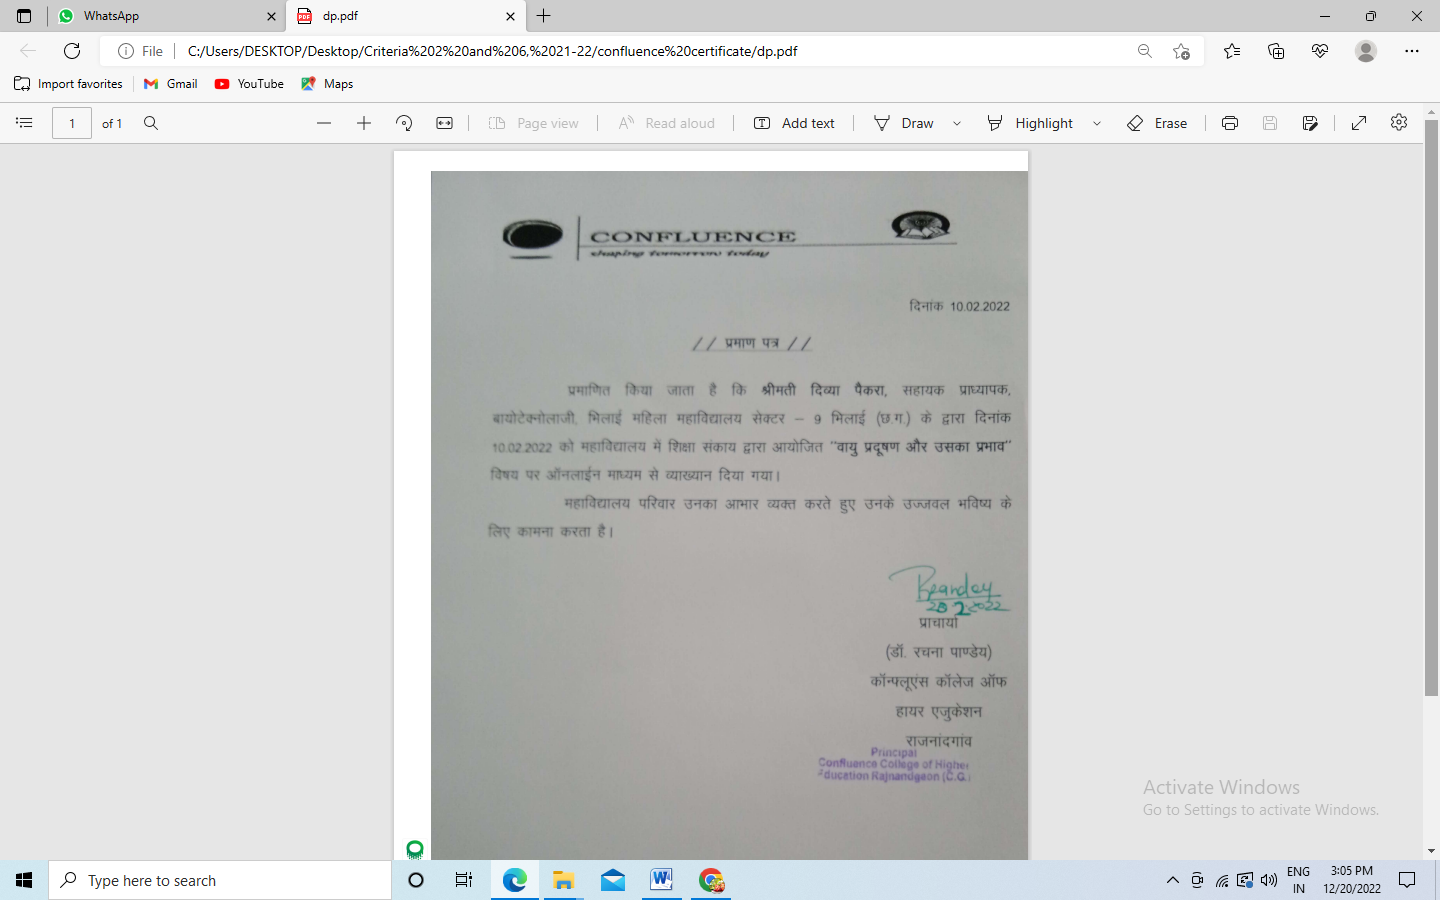 WhatsApp
dp.pdf
File
C:/Users/DESKTOP/Desktop/Criteria%202%20and%206,%2021-22/confluence%20certificate/dp.pdf
Import favorites
Gmail
YouTube
Maps
1
of 1
Page view
Read aloud
Add text
Draw
Highlight
Erase
CONFLUENCE
shaping tomorrow today
दिनांक 10.02.2022
// प्रमाण पत्र //
प्रमाणित किया जाता है कि श्रीमती दिव्या पैकरा, सहायक प्राध्यापक,
बायोटेक्नोलाजी, भिलाई महिला महाविद्यालय सेक्टर – 9 भिलाई (छ.ग.) के द्वारा दिनांक
10.02.2022 को महाविद्यालय में शिक्षा संकाय द्वारा आयोजित "वायु प्रदूषण और उसका प्रभाव"
विषय पर ऑनलाईन माध्यम से व्याख्यान दिया गया।
महाविद्यालय परिवार उनका आभार व्यक्त करते हुए उनके उज्जवल भविष्य के
लिए कामना करता है।
प्राचार्या
(डॉ. रचना पाण्डेय)
कॉन्फ्लूएंस कॉलेज ऑफ
हायर एजुकेशन
राजनांदगांव
Principal
Confluence College of Higher
Education Rajnandgaon (C.G.)
Activate Windows
Go to Settings to activate Windows.
Type here to search
ENG
IN
3:05 PM
12/20/2022